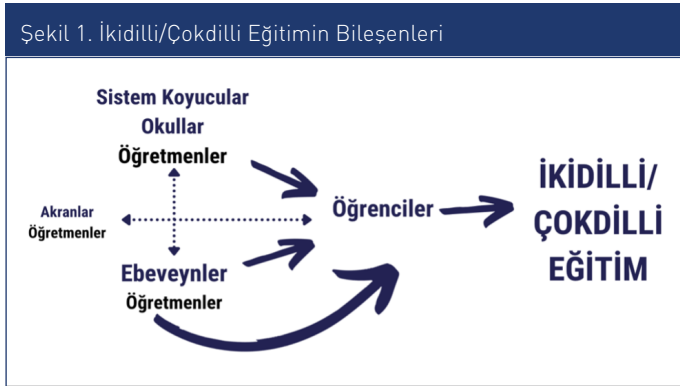 Şekil 1. İkidilli/Çokdilli Eğitimin Bileşenleri
Sistem Koyucular
Okullar
Öğretmenler
Akranlar
Öğretmenler
Öğrenciler
Ebeveynler
Öğretmenler
İKİDİLLİ/
ÇOKDİLLİ
EĞİTİM